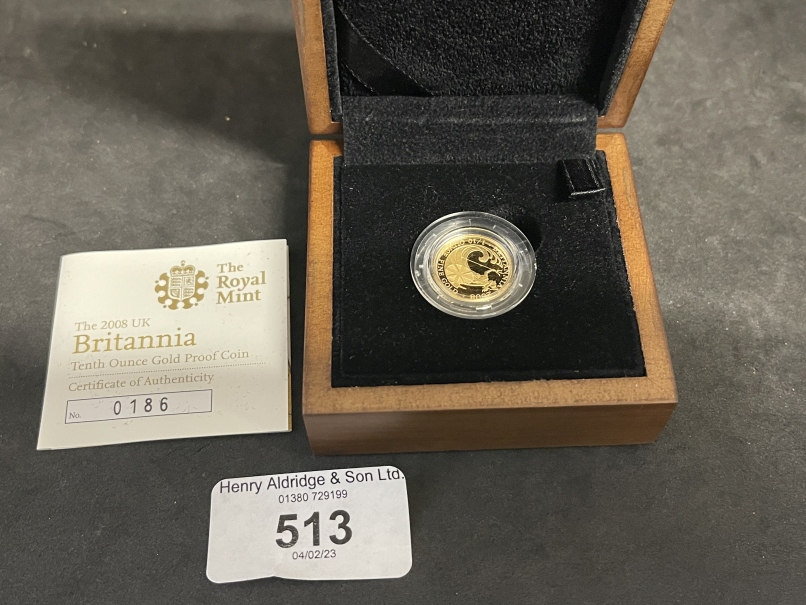 The
Royal
Mint
The 2008 UK
Britannia
Tenth Ounce Gold Proof Coin
Certificate of Authenticity
No. 0186
Henry Aldridge & Son Ltd.
01380 729199
513
04/02/23